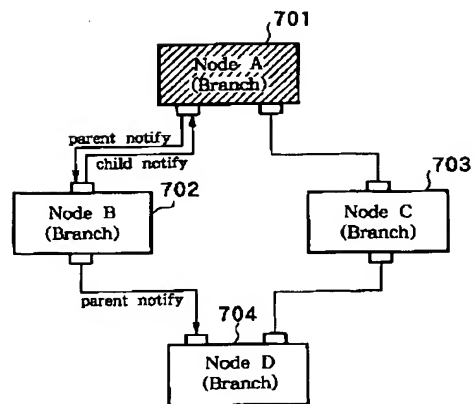 701
Node A
(Branch)
parent notify
child notify
702
703
Node B
(Branch)
Node C
(Branch)
parent notify
704
Node D
(Branch)